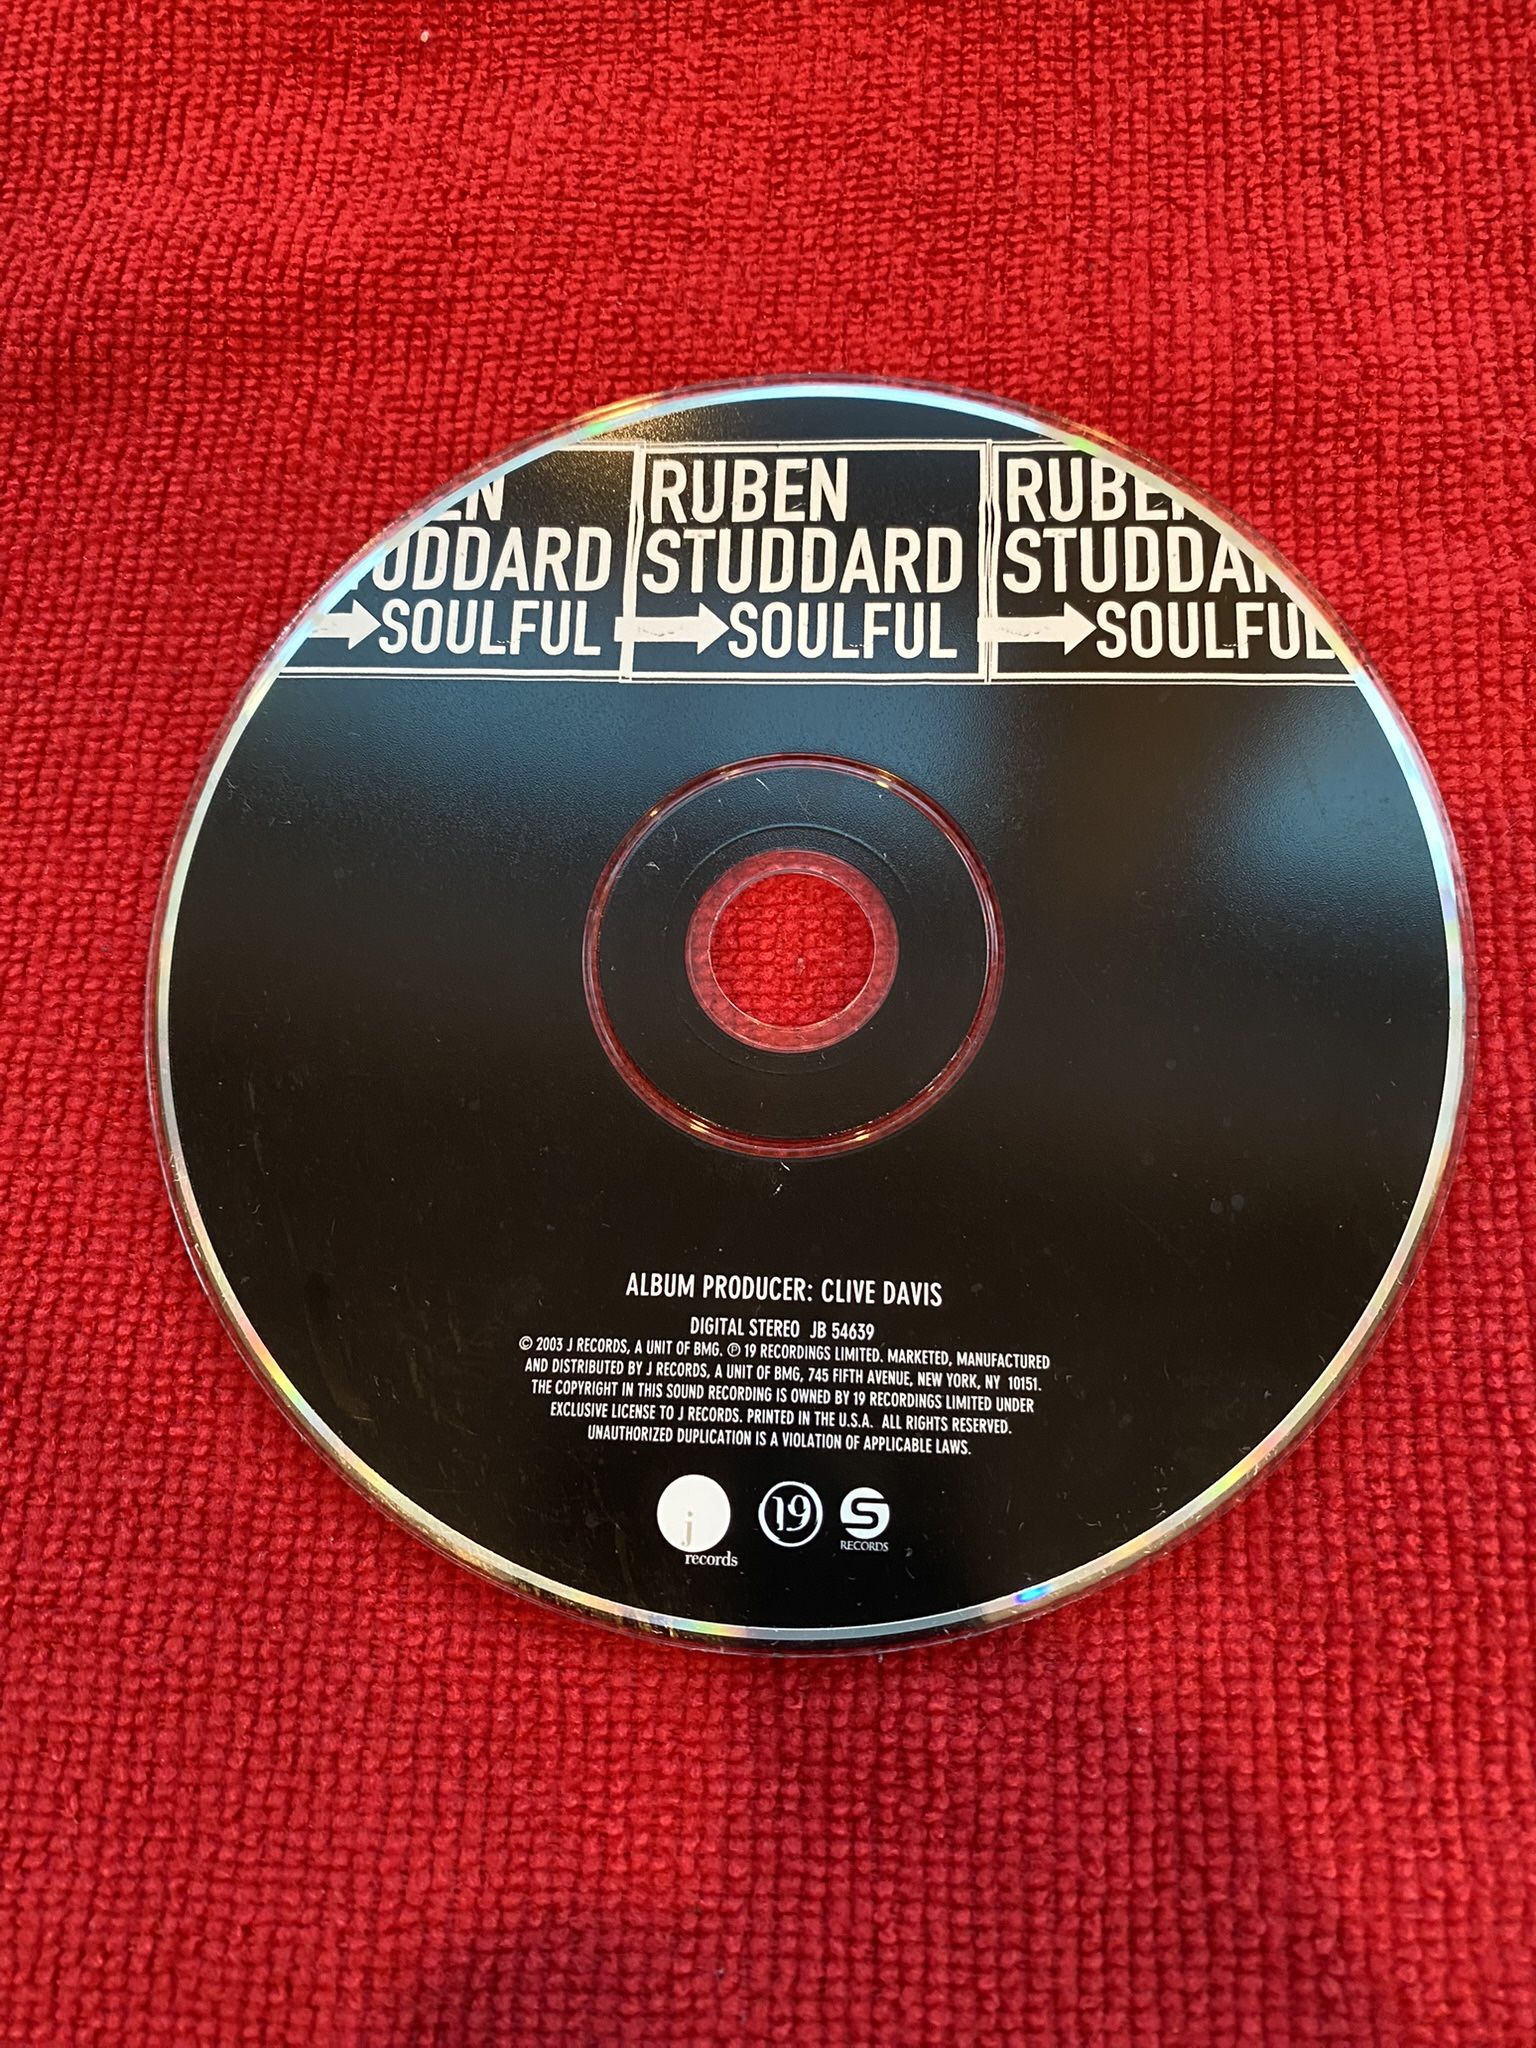 EN
UDDARD
SOULFUL
RUBEN
STUDDARD
SOULFUL
RUBEN
STUDDAR
SOULFUL
ALBUM PRODUCER: CLIVE DAVIS
DIGITAL STEREO JB 54639
© 2003 J RECORDS, A UNIT OF BMG. ℗ 19 RECORDINGS LIMITED. MARKETED, MANUFACTURED
AND DISTRIBUTED BY J RECORDS, A UNIT OF BMG, 745 FIFTH AVENUE, NEW YORK, NY 10151.
THE COPYRIGHT IN THIS SOUND RECORDING IS OWNED BY 19 RECORDINGS LIMITED UNDER
EXCLUSIVE LICENSE TO J RECORDS. PRINTED IN THE U.S.A. ALL RIGHTS RESERVED.
UNAUTHORIZED DUPLICATION IS A VIOLATION OF APPLICABLE LAWS.
j
records
19
S
RECORDS